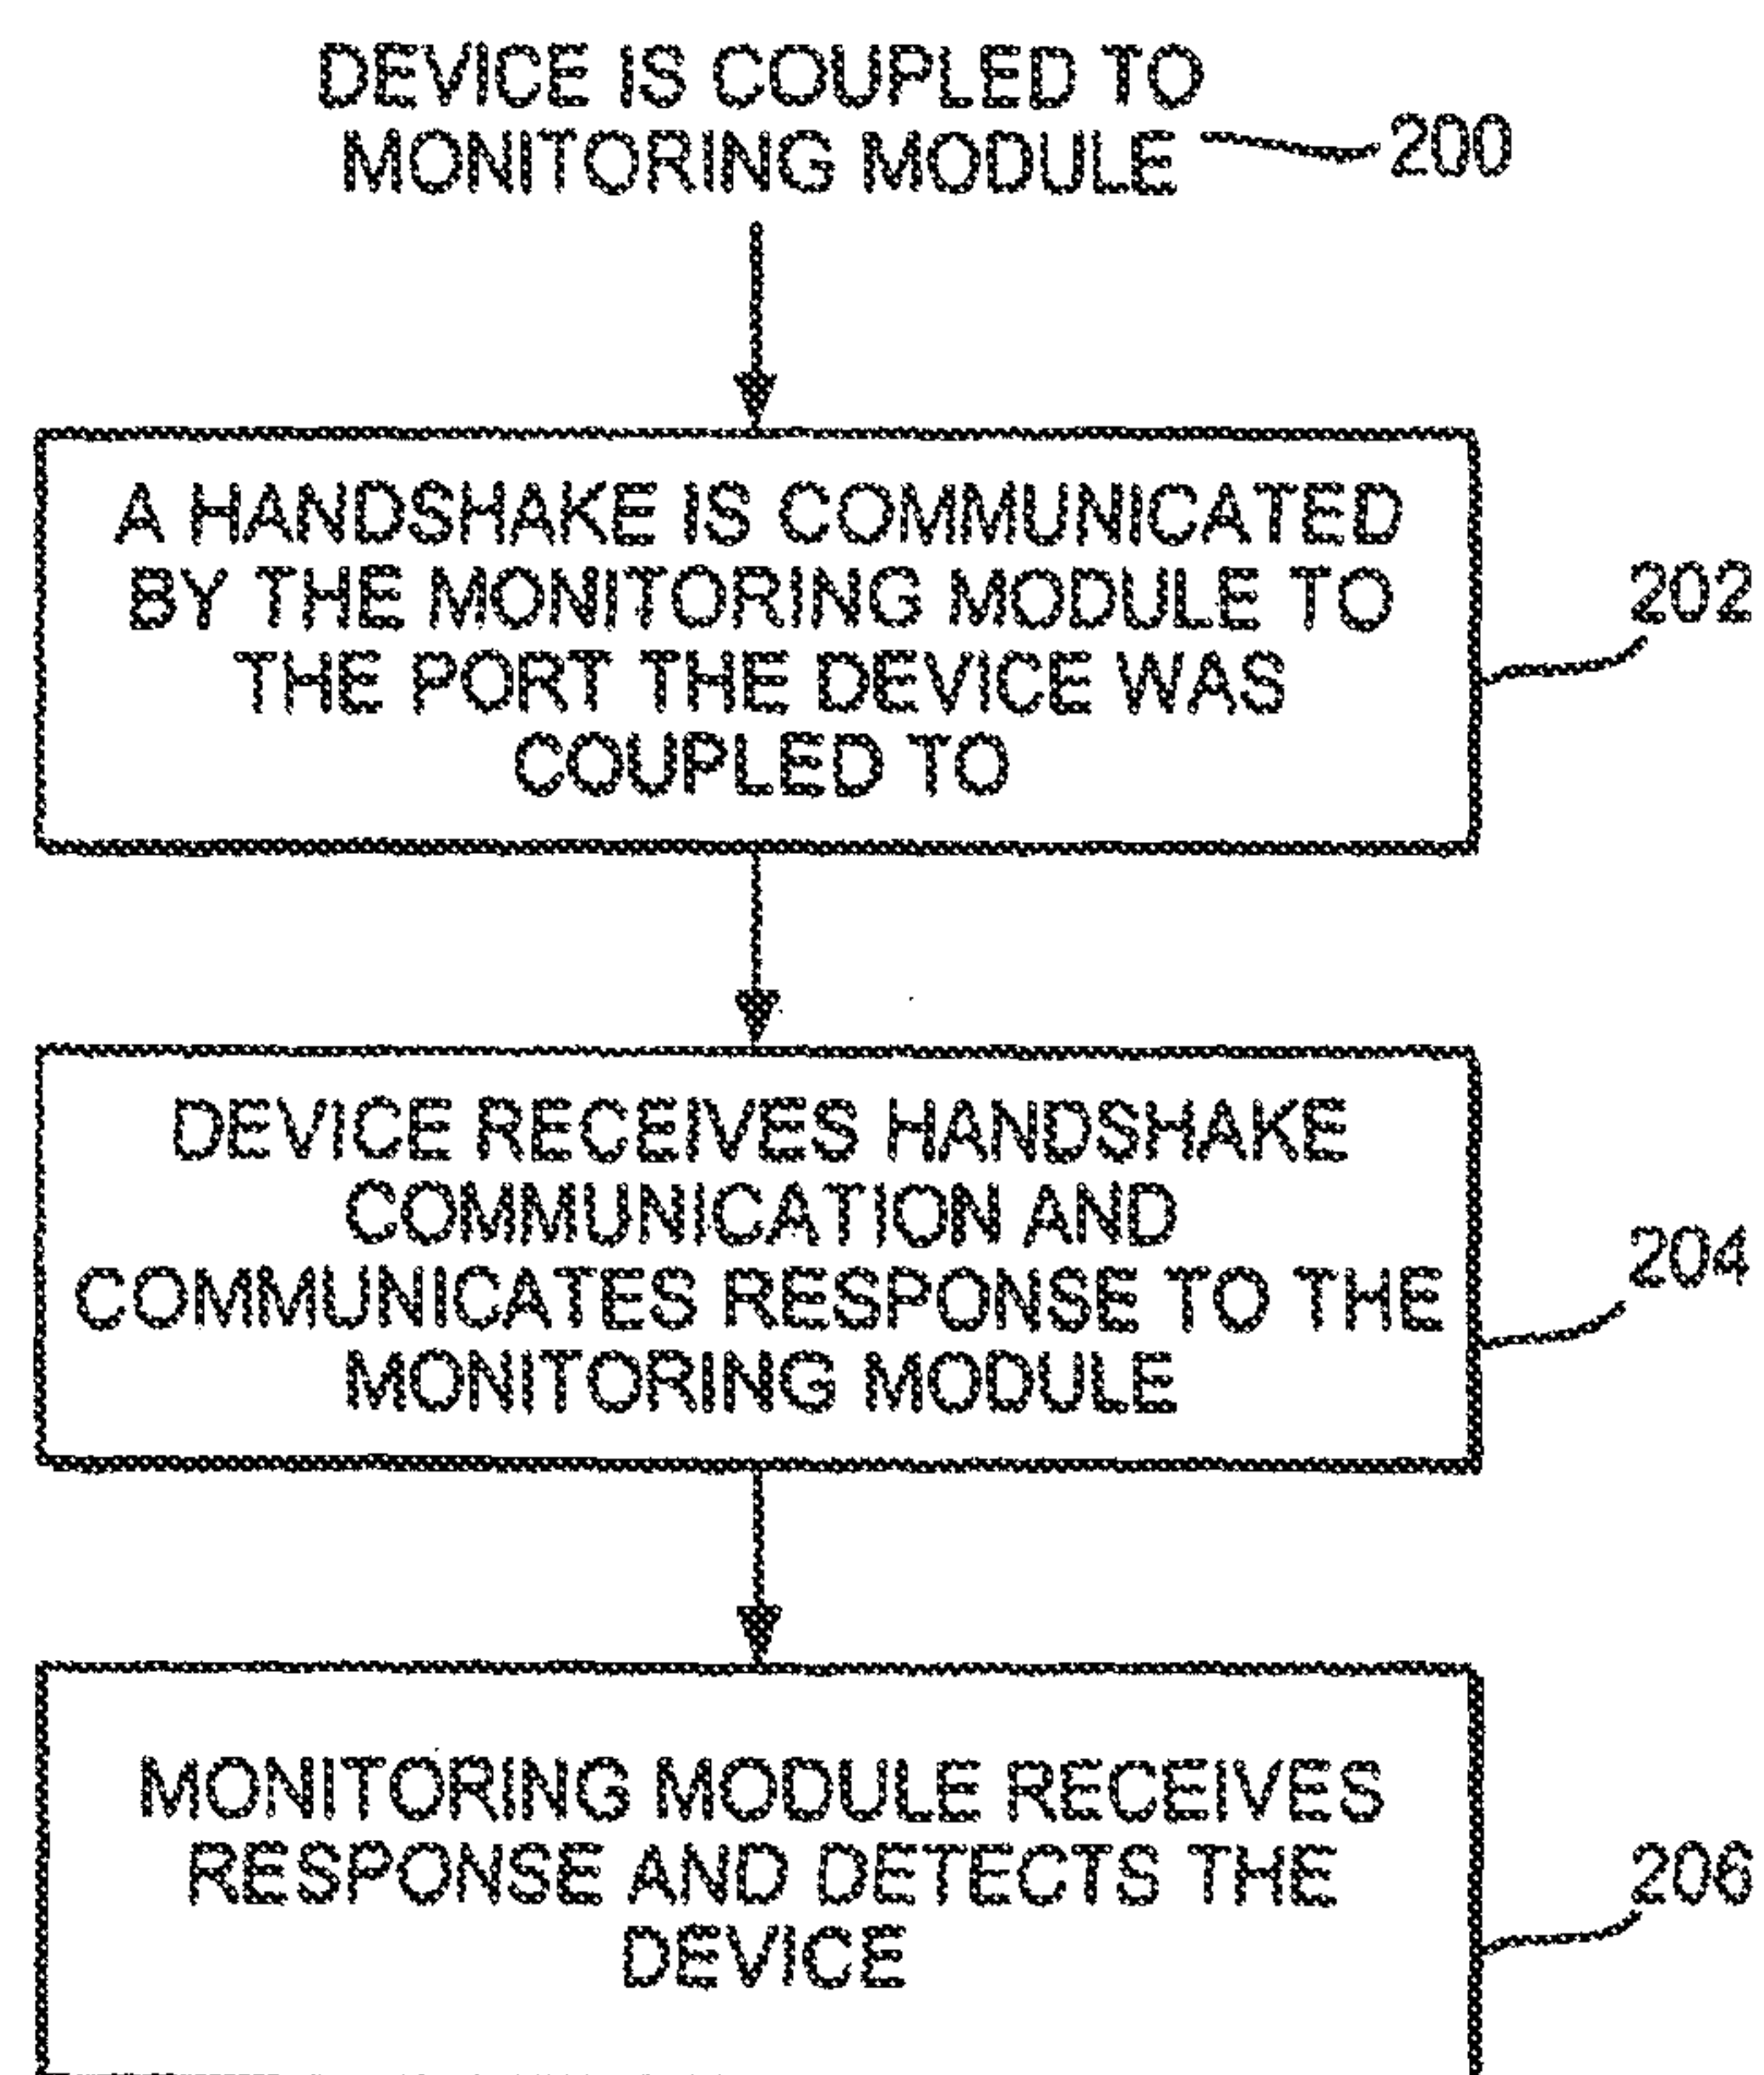 DEVICE IS COUPLED TO
MONITORING MODULE
200
A HANDSHAKE IS COMMUNICATED
BY THE MONITORING MODULE TO
THE PORT THE DEVICE WAS
COUPLED TO
202
DEVICE RECEIVES HANDSHAKE
COMMUNICATION AND
COMMUNICATES RESPONSE TO THE
MONITORING MODULE
204
MONITORING MODULE RECEIVES
RESPONSE AND DETECTS THE
DEVICE
206